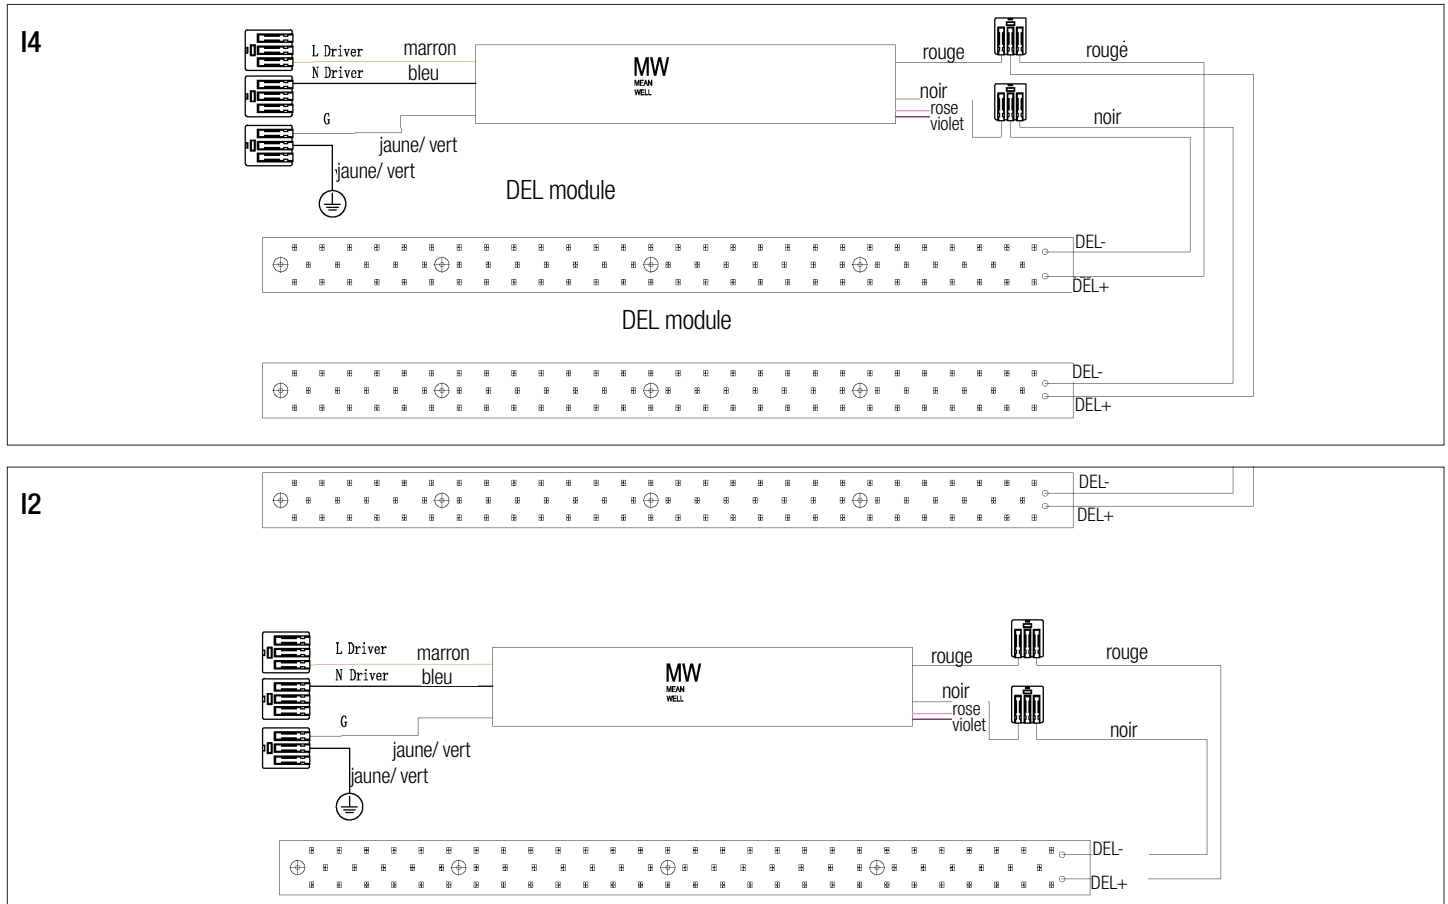 I4
L Driver
marron
N Driver
bleu
G
jaune/ vert
jaune/ vert
MW
MEAN
WELL
rouge
rouge
noir
rose
violet
noir
DEL module
DEL-
DEL+
DEL module
DEL-
DEL+
I2
DEL-
DEL+
L Driver
marron
N Driver
bleu
G
jaune/ vert
jaune/ vert
MW
MEAN
WELL
rouge
rouge
noir
rose
violet
noir
DEL-
DEL+